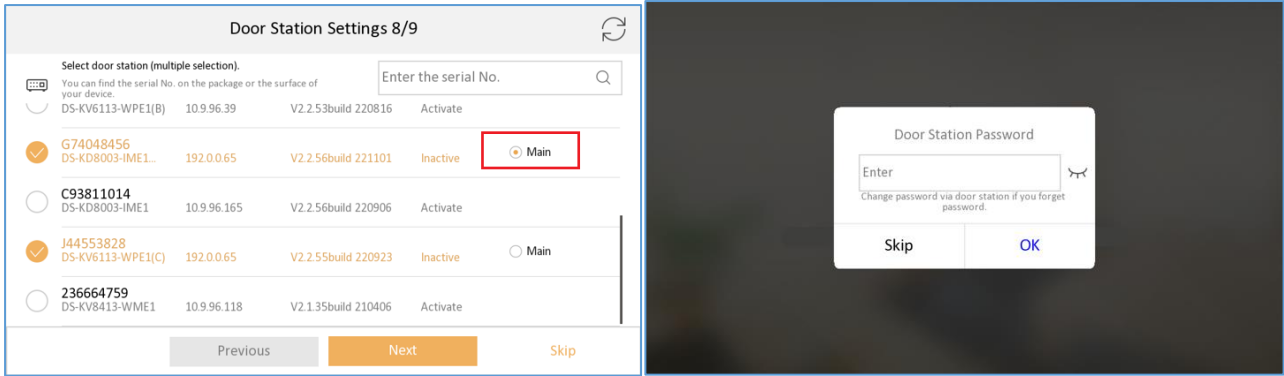 Door Station Settings 8/9
Select door station (multiple selection).
You can find the serial No. on the package or the surface of
your device.
Enter the serial No.
DS-KV6113-WPE1(B) 10.9.96.39 V2.2.53build 220816 Activate
G74048456
DS-KD8003-IME1... 192.0.0.65 V2.2.56build 221101 Inactive Main
C93811014
DS-KD8003-IME1 10.9.96.165 V2.2.56build 220906 Activate
J44553828
DS-KV6113-WPE1(C) 192.0.0.65 V2.2.55build 220923 Inactive Main
236664759
DS-KV8413-WME1 10.9.96.118 V2.1.35build 210406 Activate
Previous Next Skip
Door Station Password
Enter
Change password via door station if you forget
password.
Skip OK